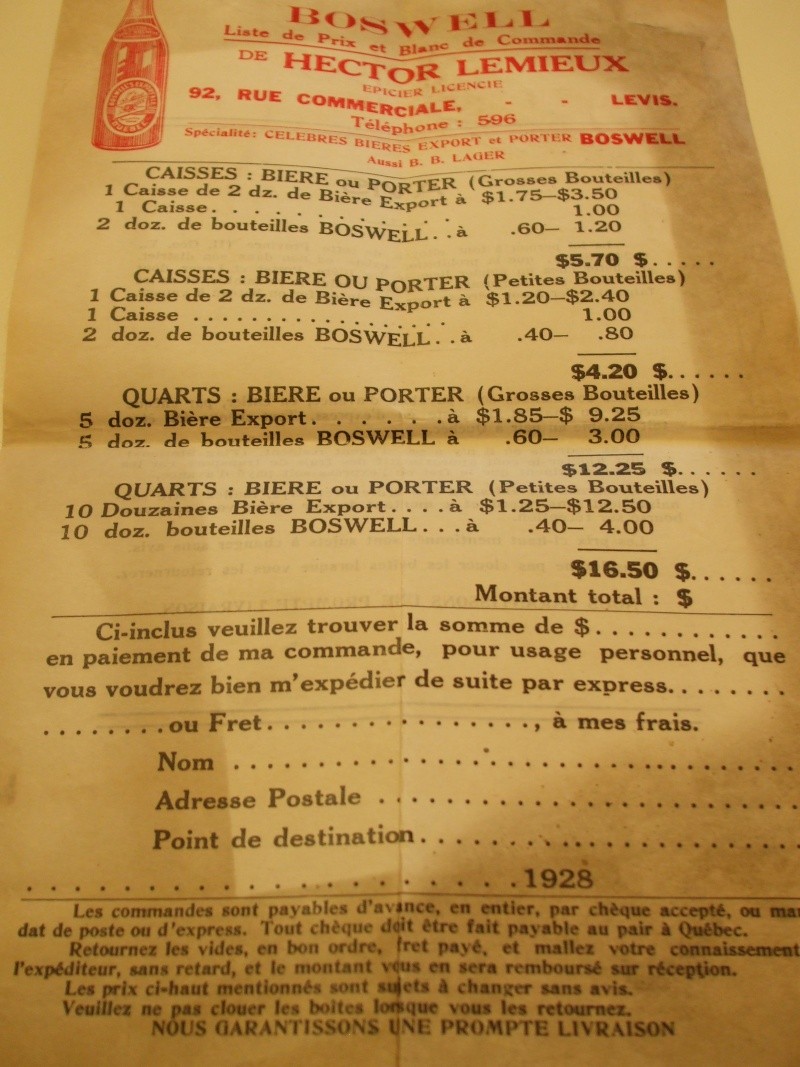 BOSWELL
Liste de Prix et Blanc de Commande
DE HECTOR LEMIEUX
EPICIER LICENCIE
92, RUE COMMERCIALE, - - LEVIS.
Téléphone : 596
Spécialité: CELEBRES BIERES EXPORT et PORTER BOSWELL
Aussi B. B. LAGER
CAISSES : BIERE ou PORTER (Grosses Bouteilles)
1 Caisse de 2 dz. de Bière Export à $1.75—$3.50
1 Caisse. . . . . . . . . . . . . 1.00
2 doz. de bouteilles BOSWELL. . à .60— 1.20
$5.70 $. . . . .
CAISSES : BIERE OU PORTER (Petites Bouteilles)
1 Caisse de 2 dz. de Bière Export à $1.20—$2.40
1 Caisse . . . . . . . . . . . . . . . . 1.00
2 doz. de bouteilles BOSWELL. . à .40— .80
$4.20 $. . . . . .
QUARTS : BIERE ou PORTER (Grosses Bouteilles)
5 doz. Bière Export. . . . . . . à $1.85—$ 9.25
5 doz. de bouteilles BOSWELL à .60— 3.00
$12.25 $. . . . . .
QUARTS : BIERE ou PORTER (Petites Bouteilles)
10 Douzaines Bière Export. . . . à $1.25—$12.50
10 doz. bouteilles BOSWELL. . . à .40— 4.00
$16.50 $. . . . . .
Montant total : $
Ci-inclus veuillez trouver la somme de $. . . . . . . . . . . .
en paiement de ma commande, pour usage personnel, que
vous voudrez bien m'expédier de suite par express. . . . . . . .
. . . . . . . . ou Fret. . . . . . . . . . . . . . . . , à mes frais.
Nom . . . . . . . . . . . . . . . . . . . . . . . . . . . . . . . .
Adresse Postale . . . . . . . . . . . . . . . . . . . . . . . .
Point de destination. . . . . . . . . . . . . . . . . . . . . .
. . . . . . . . . . . . . . . . . . . . . 1928
Les commandes sont payables d'avance, en entier, par chèque accepté, ou man
dat de poste ou d'express. Tout chèque doit être fait payable au pair à Québec.
Retournez les vides, en bon ordre, fret payé, et mallez votre connaissement
l'expéditeur, sans retard, et le montant vous en sera remboursé sur réception.
Les prix ci-haut mentionnés sont sujets à changer sans avis.
Veuillez ne pas clouer les boites lorsque vous les retournez.
NOUS GARANTISSONS UNE PROMPTE LIVRAISON